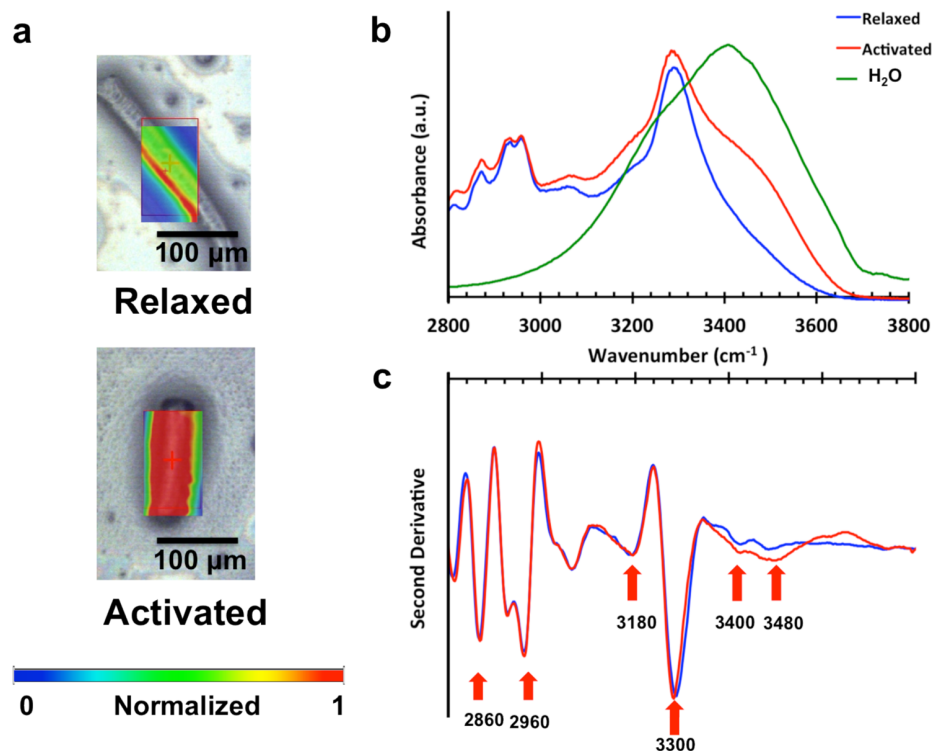 a
100 µm
Relaxed
100 µm
Activated
0 Normalized 1
b
Relaxed
Activated
H₂O
Absorbance (a.u.)
2800 3000 3200 3400 3600 3800
Wavenumber (cm⁻¹ )
c
Second Derivative
3180
3400
3480
2860
2960
3300